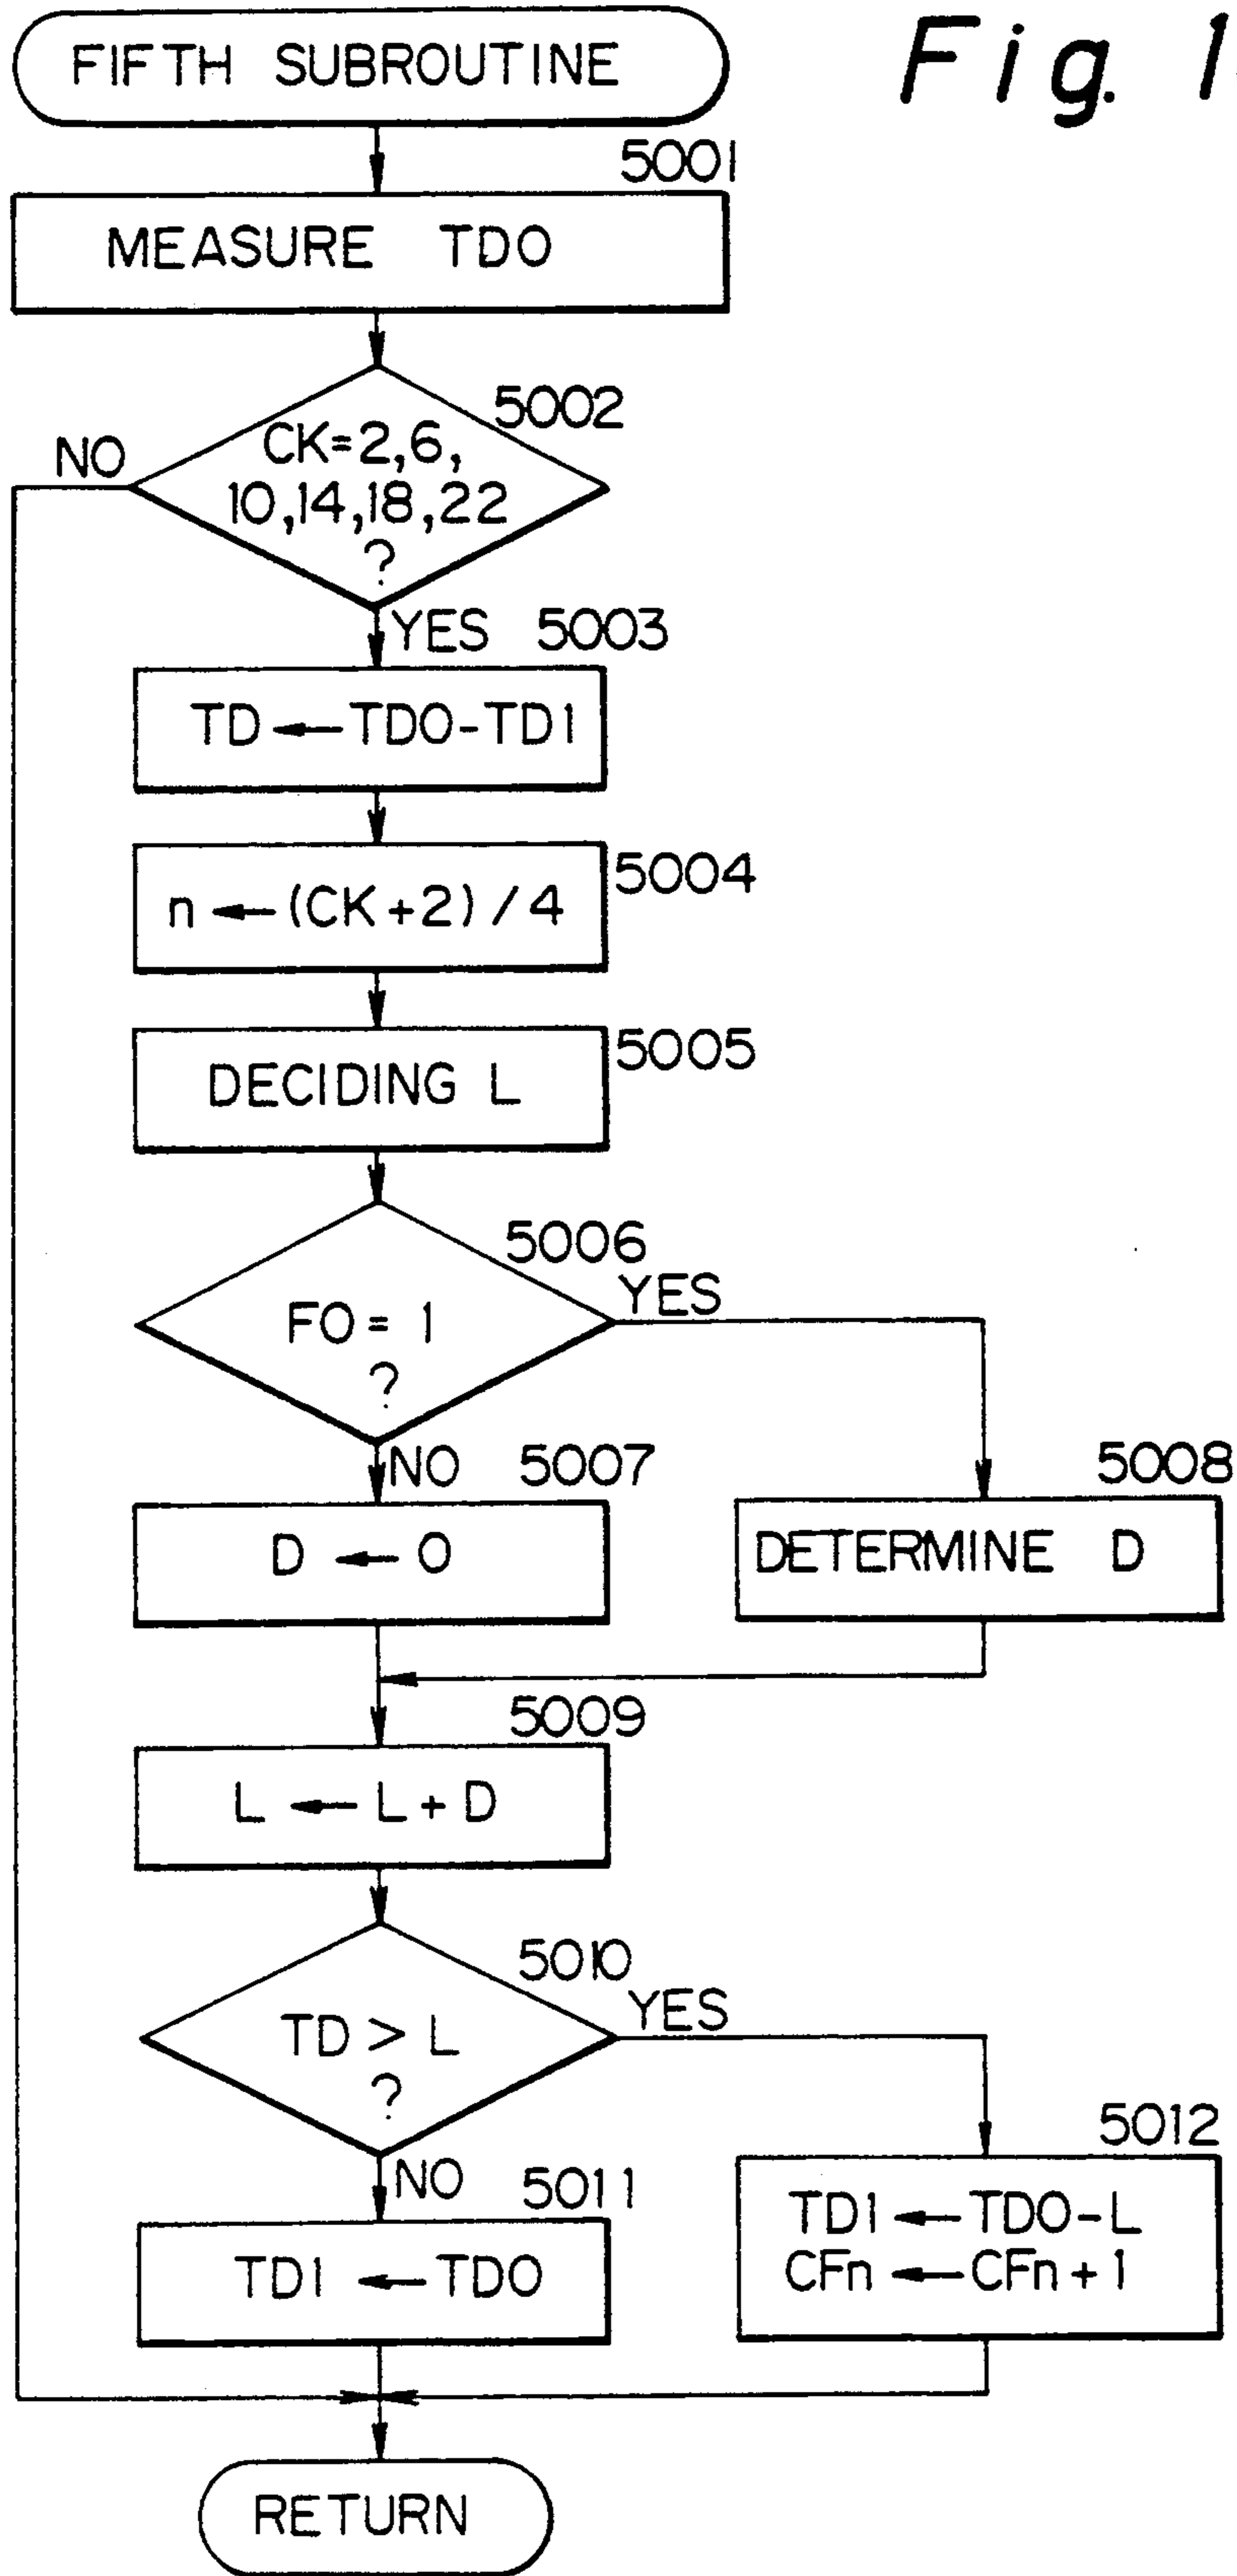 Fig. 1
FIFTH SUBROUTINE
5001
MEASURE TDO
5002
NO
CK=2,6,
10,14,18,22
?
YES 5003
TD ← TDO-TD1
5004
n ← (CK+2)/4
5005
DECIDING L
5006
YES
FO = 1
?
NO 5007
5008
D ← 0
DETERMINE D
5009
L ← L + D
5010
YES
TD > L
?
NO 5011
5012
TD1 ← TDO
TD1 ← TDO-L
CFn ← CFn+1
RETURN